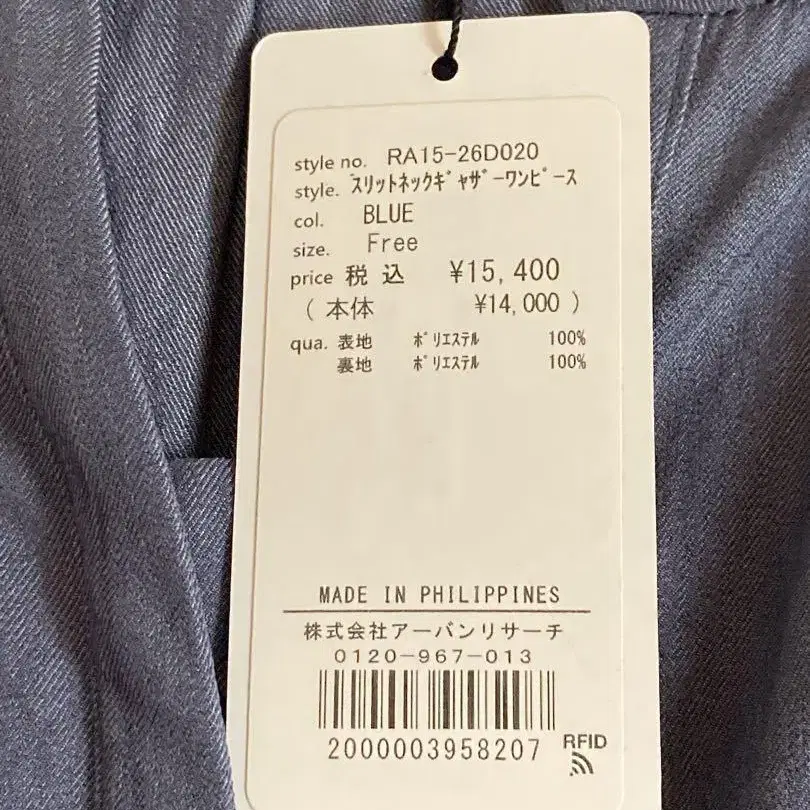 style no. RA15-26D020
style. ｽﾘｯﾄﾈｯｸｷﾞｬｻﾞｰﾜﾝﾋﾟｰｽ
col. BLUE
size. Free
price 税込 ¥15,400
(本体 ¥14,000)
qua. 表地 ﾎﾟﾘｴｽﾃﾙ 100%
裏地 ﾎﾟﾘｴｽﾃﾙ 100%
MADE IN PHILIPPINES
株式会社アーバンリサーチ
0120-967-013
2000003958207
RFID